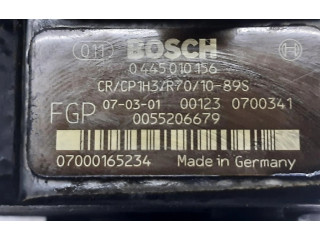 011 BOSCH
0 445 010 156
CR/CP1H3/R70/10-89S
FGP 07-03-01 00123 0700341
0055206679
07000165234 Made in Germany